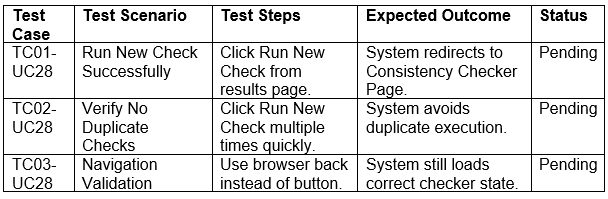 Test Case Test Scenario Test Steps Expected Outcome Status
TC01-UC28 Run New Check Successfully Click Run New Check from results page. System redirects to Consistency Checker Page. Pending
TC02-UC28 Verify No Duplicate Checks Click Run New Check multiple times quickly. System avoids duplicate execution. Pending
TC03-UC28 Navigation Validation Use browser back instead of button. System still loads correct checker state. Pending